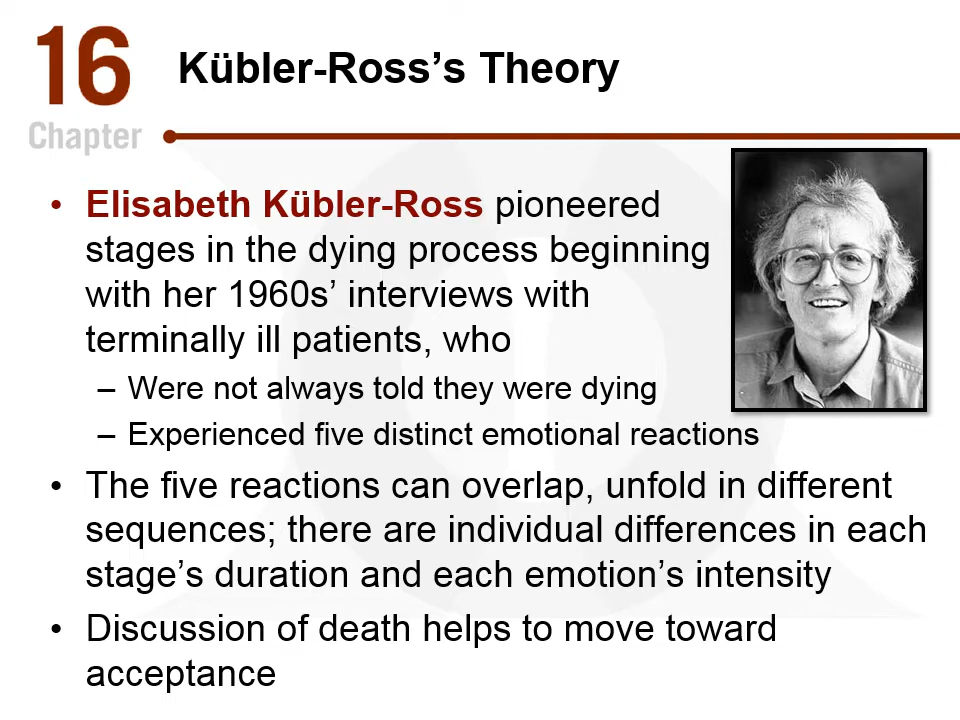 16
Chapter
Kübler-Ross’s Theory
• Elisabeth Kübler-Ross pioneered
stages in the dying process beginning
with her 1960s’ interviews with
terminally ill patients, who
– Were not always told they were dying
– Experienced five distinct emotional reactions
• The five reactions can overlap, unfold in different
sequences; there are individual differences in each
stage’s duration and each emotion’s intensity
• Discussion of death helps to move toward
acceptance